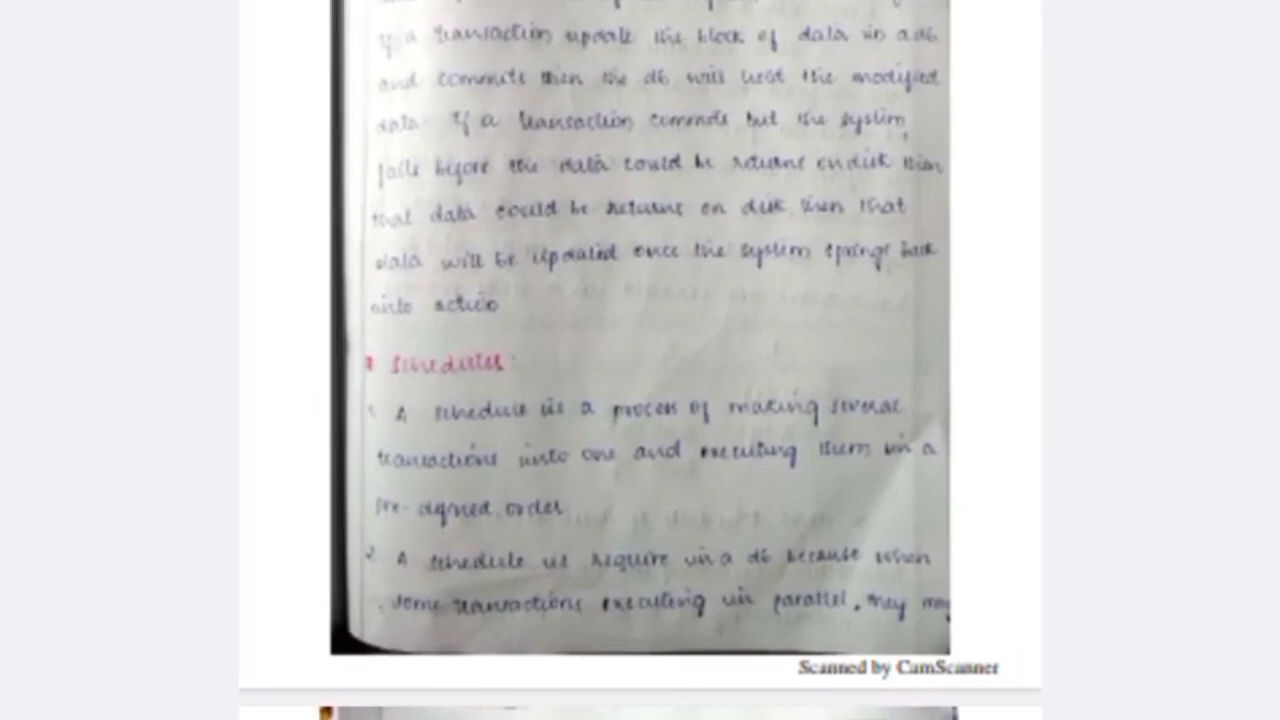 If a transaction update the block of data in a db
and commits then the db will hold the modified
data If a transaction commits but the system
fails before the data could be returns on disk then
that data could be returns on disk then that
data will be updated once the system springs back
into action
Schedules:
1. A schedule is a process of making several
transactions into one and executing them in a
pre-defined order
2 A schedule is require in a db because when
some transactions executing in parallel, they may
Scanned by CamScanner